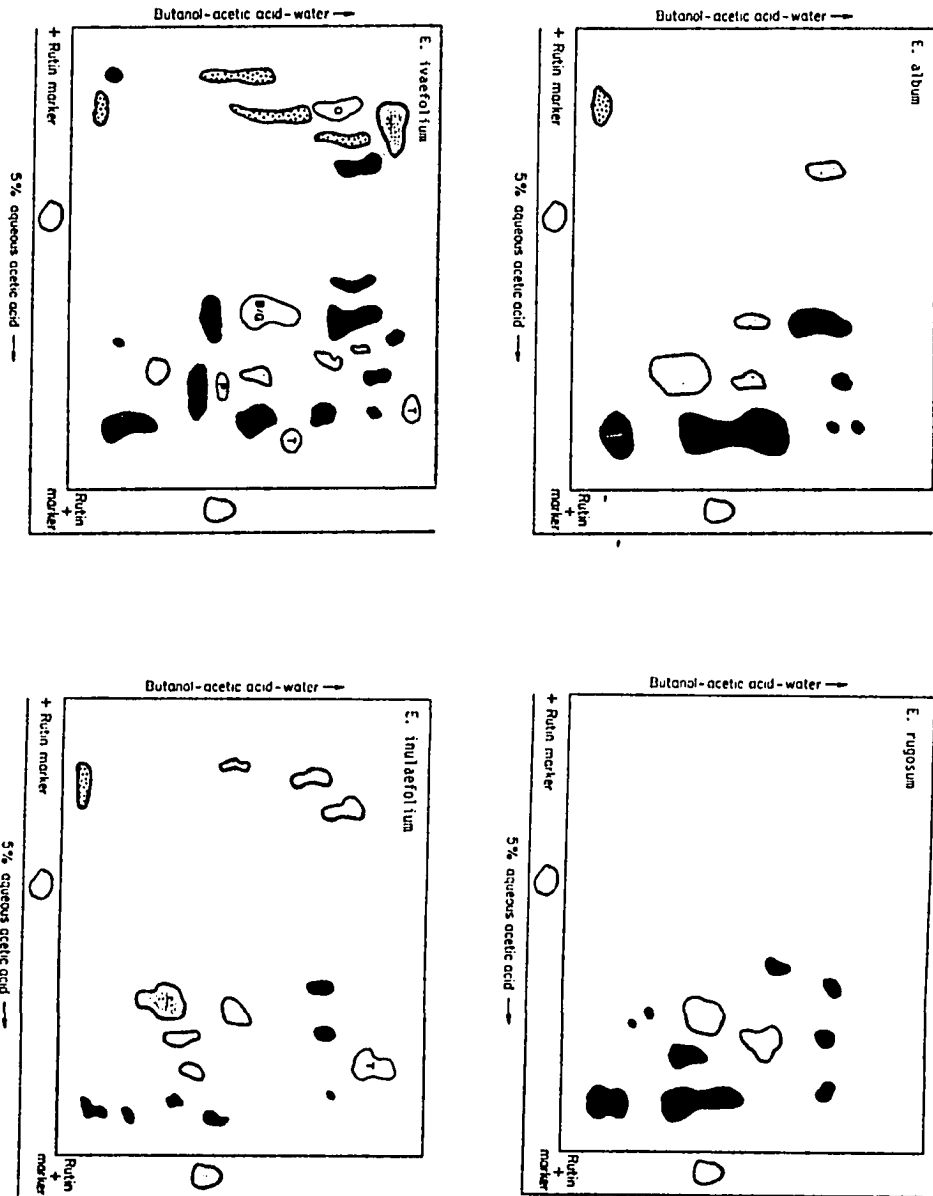 Butanol-acetic acid-water →
E. ivaefolium
O
B/G
P
T
T
+ Rutin marker
5% aqueous acetic acid →
Rutin + marker
Butanol-acetic acid-water →
E. album
+ Rutin marker
5% aqueous acetic acid →
Rutin + marker
Butanol-acetic acid-water →
E. inulaefolium
T
+ Rutin marker
5% aqueous acetic acid →
Rutin + marker
Butanol-acetic acid-water →
E. rugosum
+ Rutin marker
5% aqueous acetic acid →
Rutin + marker